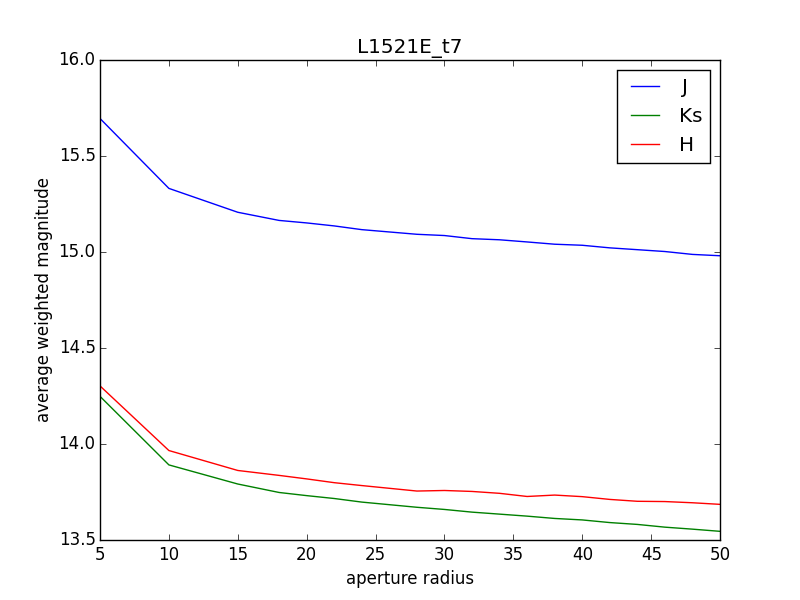 L1521E_t7
16.0
15.5
15.0
14.5
14.0
13.5
average weighted magnitude
J
Ks
H
5 10 15 20 25 30 35 40 45 50
aperture radius